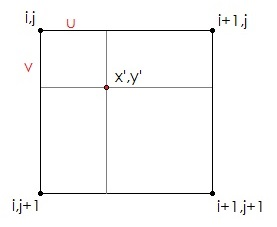 i,j
U
i+1,j
V
x',y'
i,j+1
i+1,j+1